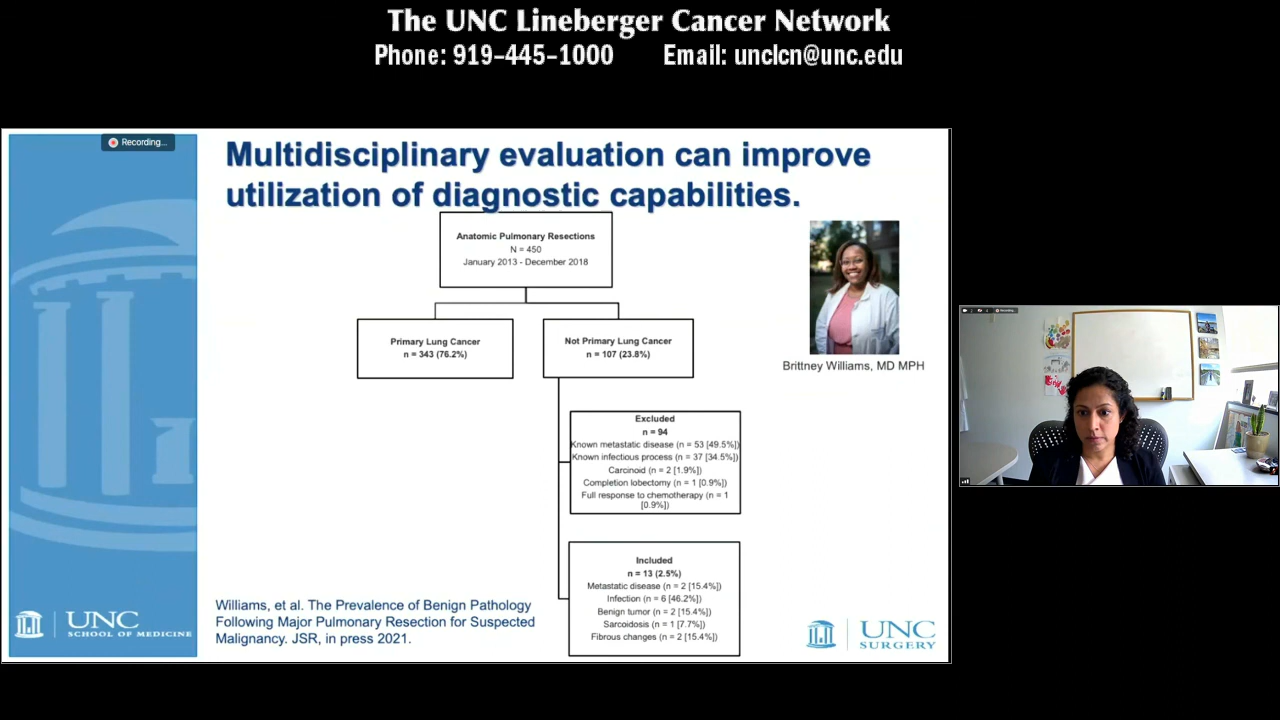 The UNC Lineberger Cancer Network
Phone: 919-445-1000 Email: unclcn@unc.edu
Recording...
Multidisciplinary evaluation can improve
utilization of diagnostic capabilities.
Anatomic Pulmonary Resections
N = 450
January 2013 - December 2018
Primary Lung Cancer
n = 343 (76.2%)
Not Primary Lung Cancer
n = 107 (23.8%)
Brittney Williams, MD MPH
Excluded
n = 94
Known metastatic disease (n = 53 [49.5%])
Known infectious process (n = 37 [34.5%])
Carcinoid (n = 2 [1.9%])
Completion lobectomy (n = 1 [0.9%])
Full response to chemotherapy (n = 1
[0.9%])
Included
n = 13 (2.5%)
Metastatic disease (n = 2 [15.4%])
Infection (n = 6 [46.2%])
Benign tumor (n = 2 [15.4%])
Sarcoidosis (n = 1 [7.7%])
Fibrous changes (n = 2 [15.4%])
Williams, et al. The Prevalence of Benign Pathology
Following Major Pulmonary Resection for Suspected
Malignancy. JSR, in press 2021.
UNC
SCHOOL OF MEDICINE
UNC
SURGERY